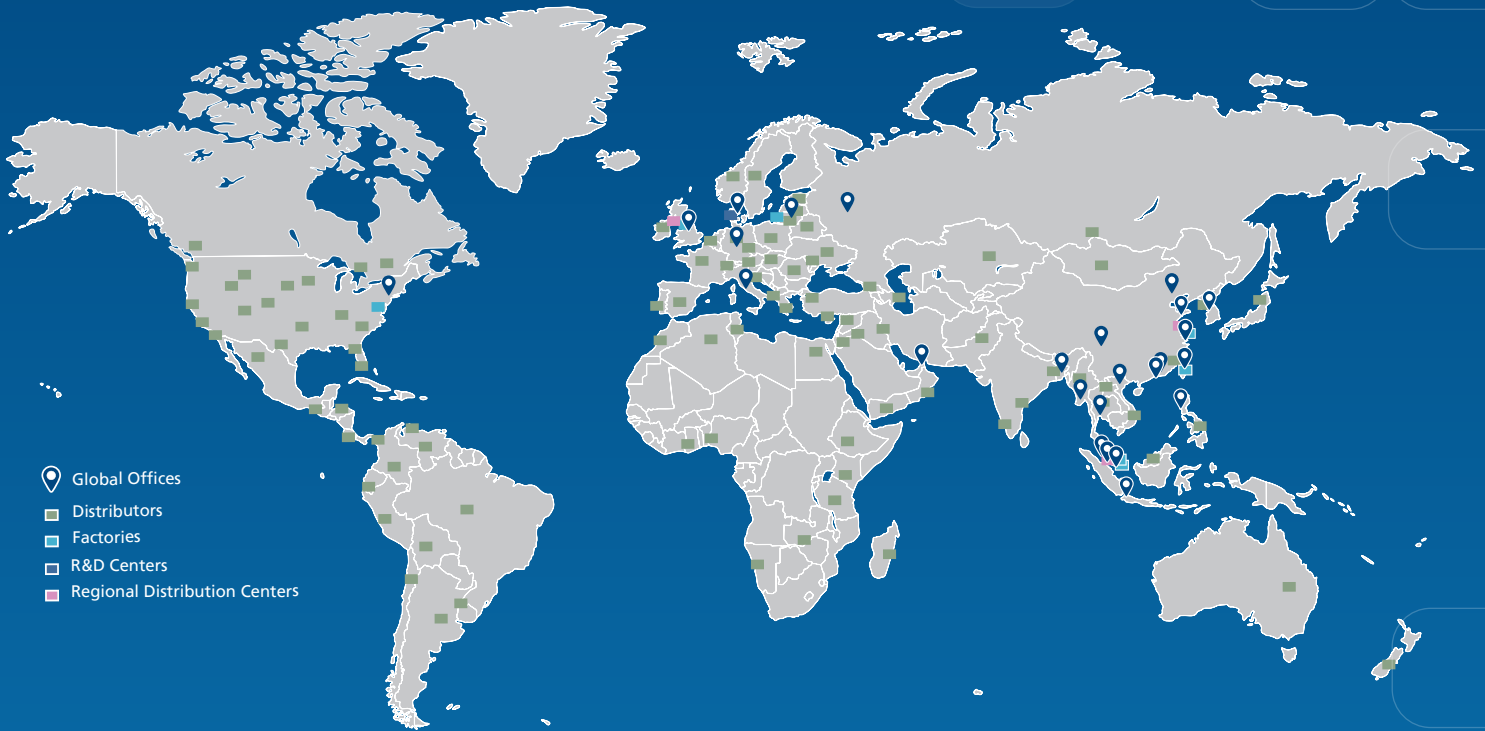 Global Offices
Distributors
Factories
R&D Centers
Regional Distribution Centers